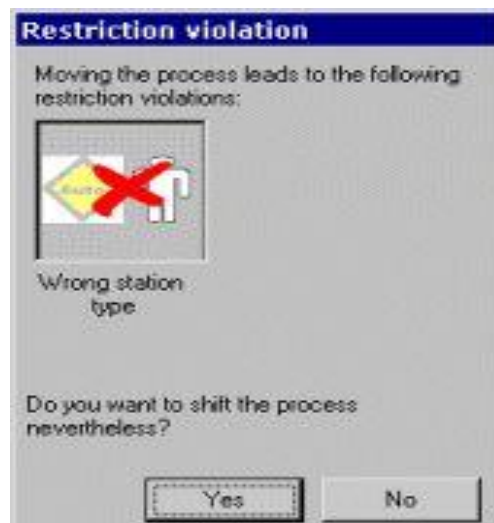 Restriction violation
Moving the process leads to the following
restriction violations:
Auto
Wrong station
type
Do you want to shift the process
nevertheless?
Yes
No